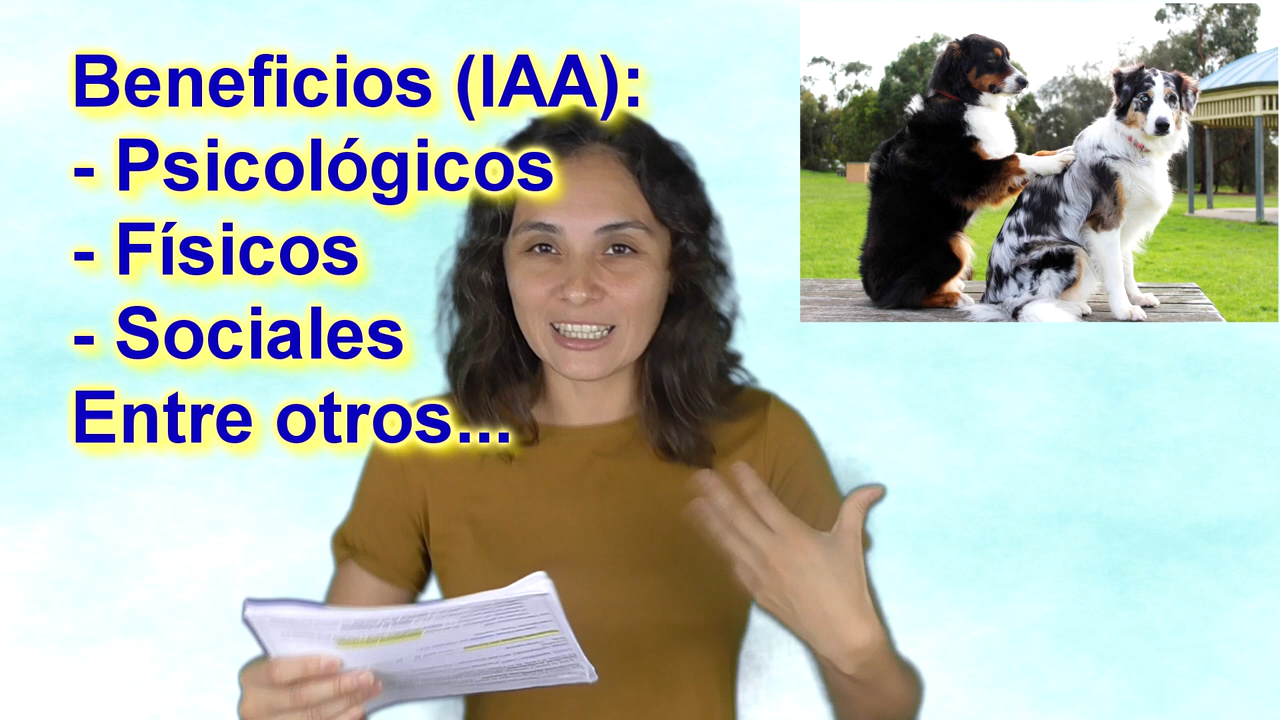 Beneficios (IAA):
- Psicológicos
- Físicos
- Sociales
Entre otros...